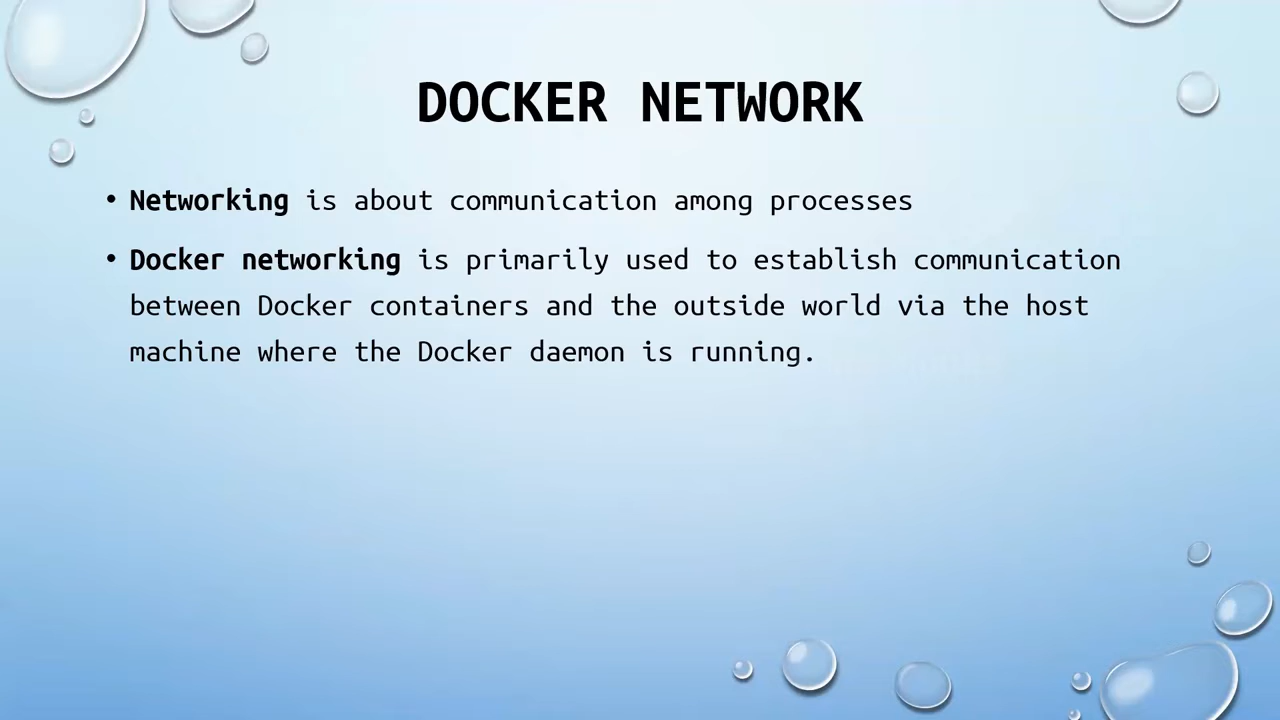 DOCKER NETWORK
• Networking is about communication among processes
• Docker networking is primarily used to establish communication
between Docker containers and the outside world via the host
machine where the Docker daemon is running.